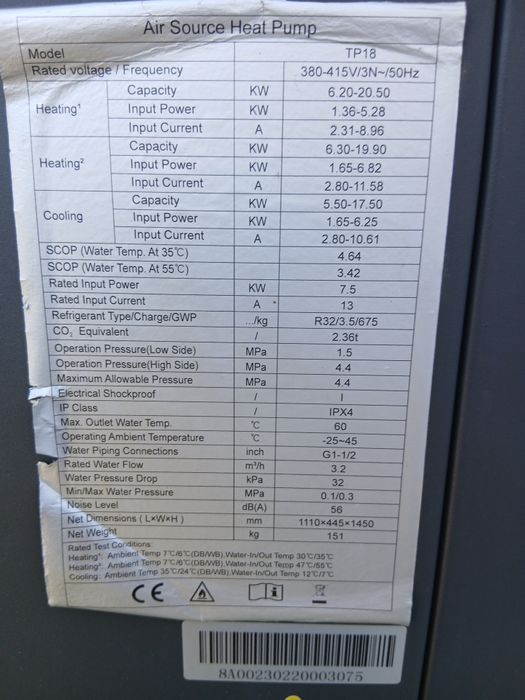 Air Source Heat Pump
Model TP18
Rated voltage / Frequency 380-415V/3N~/50Hz
Heating¹ Capacity KW 6.20-20.50
Input Power KW 1.36-5.28
Input Current A 2.31-8.96
Heating² Capacity KW 6.30-19.90
Input Power KW 1.65-6.82
Input Current A 2.80-11.58
Cooling Capacity KW 5.50-17.50
Input Power KW 1.65-6.25
Input Current A 2.80-10.61
SCOP (Water Temp. At 35℃) 4.64
SCOP (Water Temp. At 55℃) 3.42
Rated Input Power KW 7.5
Rated Input Current A 13
Refrigerant Type/Charge/GWP .../kg R32/3.5/675
CO₂ Equivalent / 2.36t
Operation Pressure(Low Side) MPa 1.5
Operation Pressure(High Side) MPa 4.4
Maximum Allowable Pressure MPa 4.4
Electrical Shockproof / I
IP Class / IPX4
Max. Outlet Water Temp. ℃ 60
Operating Ambient Temperature ℃ -25~45
Water Piping Connections inch G1-1/2
Rated Water Flow m³/h 3.2
Water Pressure Drop kPa 32
Min/Max Water Pressure MPa 0.1/0.3
Noise Level dB(A) 56
Net Dimensions (L×W×H) mm 1110×445×1450
Net Weight kg 151
Rated Test Conditions:
Heating¹: Ambient Temp 7℃/6℃(DB/WB),Water-In/Out Temp 30℃/35℃
Heating²: Ambient Temp 7℃/6℃(DB/WB),Water-In/Out Temp 47℃/55℃
Cooling: Ambient Temp 35℃/24℃(DB/WB),Water-In/Out Temp 12℃/7℃
CE
8A00230220003075